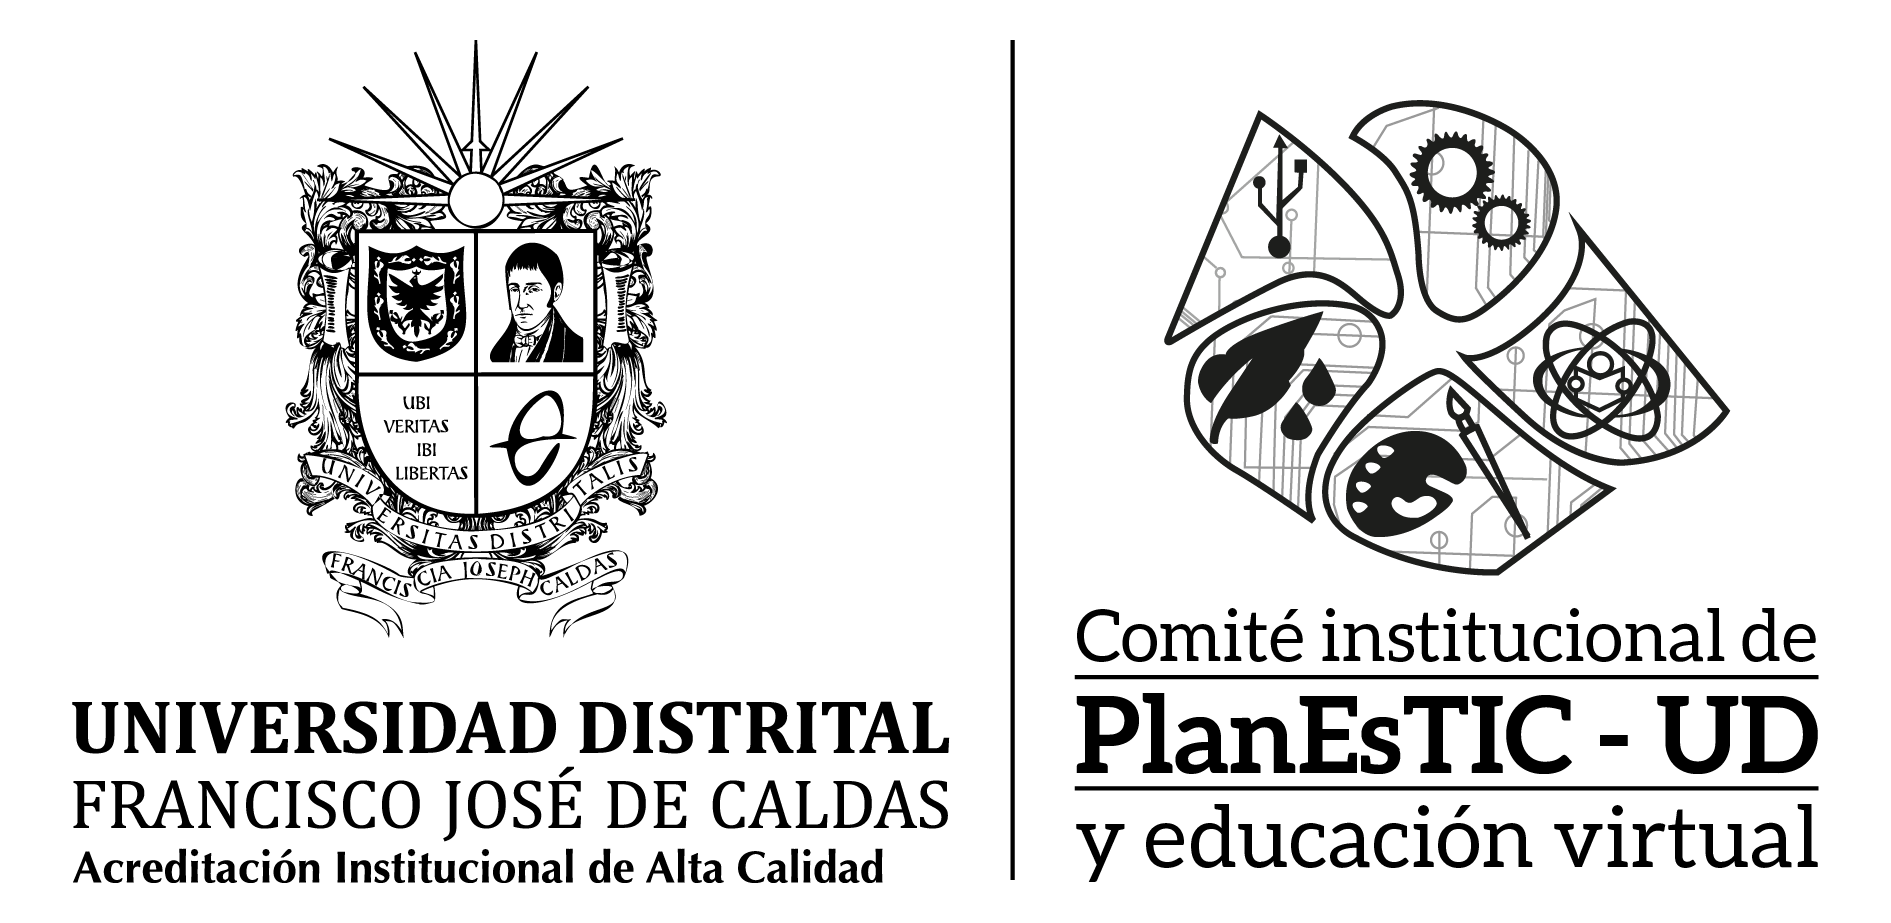 UBI
VERITAS
IBI
LIBERTAS
UNIVERSITAS DISTRITALIS
FRANCISCIA JOSEPH CALDAS
UNIVERSIDAD DISTRITAL
FRANCISCO JOSÉ DE CALDAS
Acreditación Institucional de Alta Calidad
Comité institucional de
PlanEsTIC - UD
y educación virtual